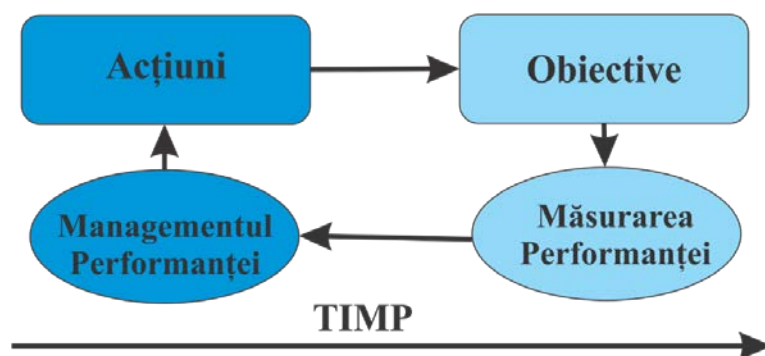 Acțiuni
Obiective
Managementul
Performanței
Măsurarea
Performanței
TIMP